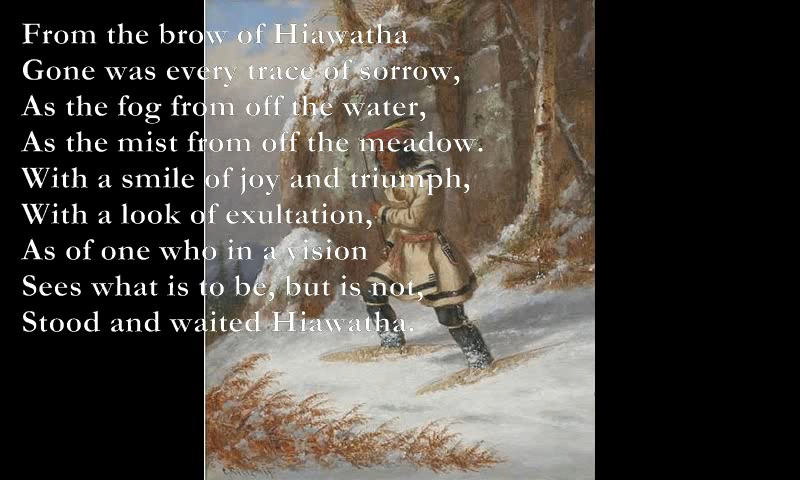 From the brow of Hiawatha
Gone was every trace of sorrow,
As the fog from off the water,
As the mist from off the meadow.
With a smile of joy and triumph,
With a look of exultation,
As of one who in a vision
Sees what is to be, but is not,
Stood and waited Hiawatha.